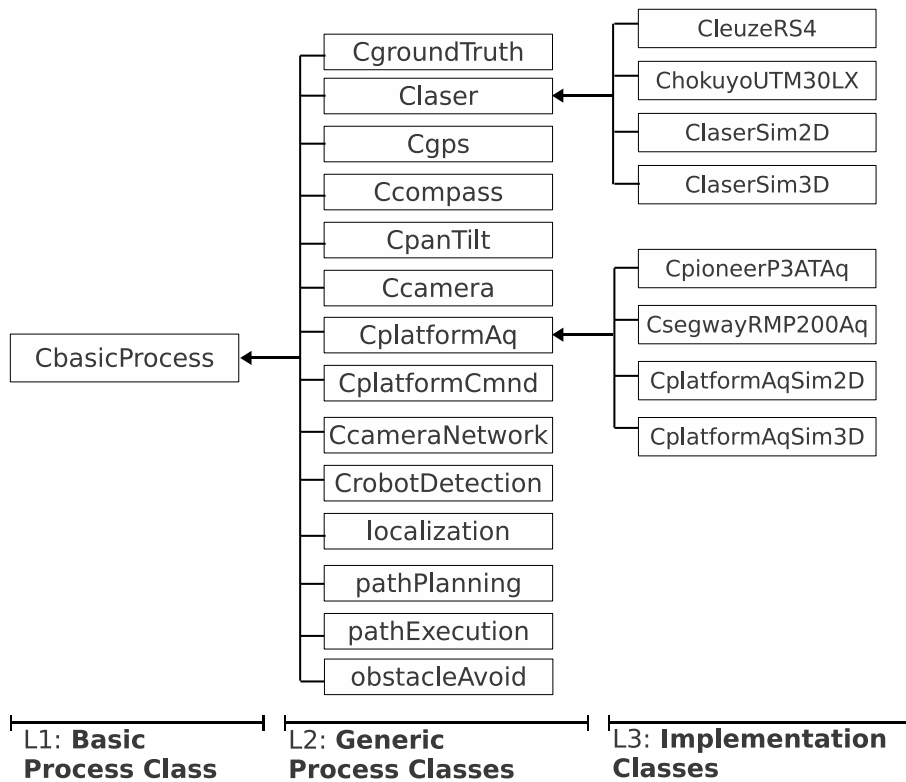 CbasicProcess
CgroundTruth
Claser
Cgps
Ccompass
CpanTilt
Ccamera
CplatformAq
CplatformCmnd
CcameraNetwork
CrobotDetection
localization
pathPlanning
pathExecution
obstacleAvoid
CleuzeRS4
ChokuyoUTM30LX
ClaserSim2D
ClaserSim3D
CpioneerP3ATAq
CsegwayRMP200Aq
CplatformAqSim2D
CplatformAqSim3D
L1: Basic
Process Class
L2: Generic
Process Classes
L3: Implementation
Classes